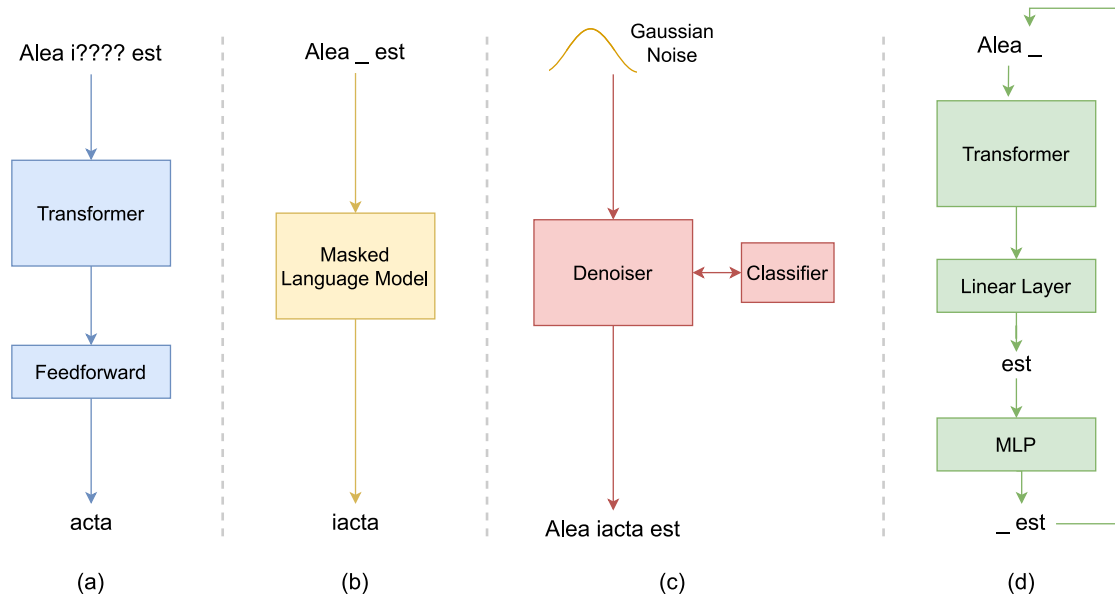 Alea i???? est
Transformer
Feedforward
acta
(a)
Alea _ est
Masked
Language Model
iacta
(b)
Gaussian
Noise
Denoiser
Classifier
Alea iacta est
(c)
Alea _
Transformer
Linear Layer
est
MLP
_ est
(d)